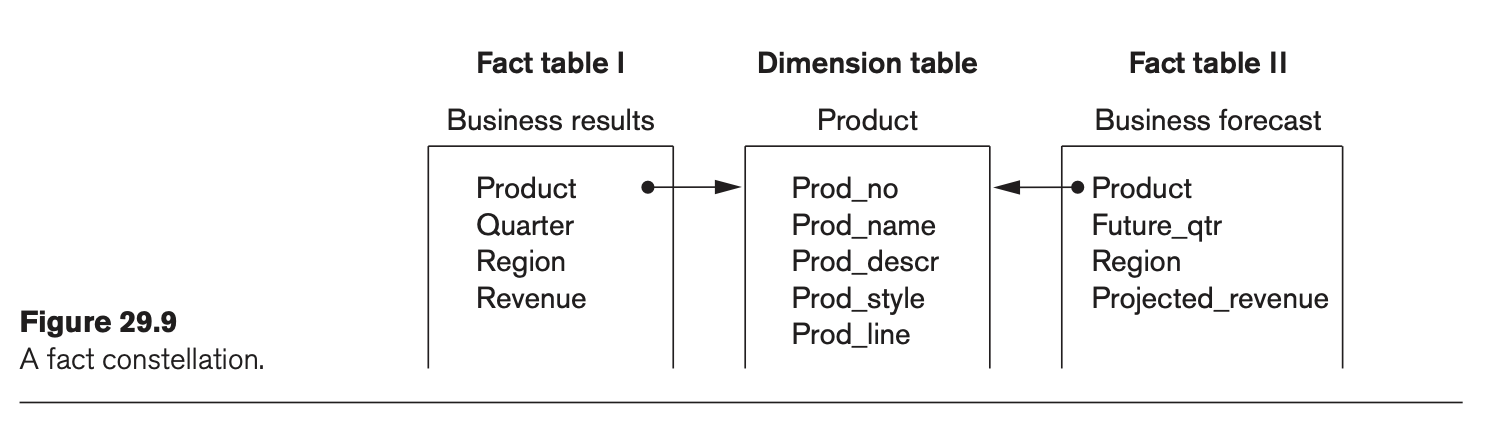 Fact table I
Business results
Product
Quarter
Region
Revenue
Dimension table
Product
Prod_no
Prod_name
Prod_descr
Prod_style
Prod_line
Fact table II
Business forecast
Product
Future_qtr
Region
Projected_revenue
Figure 29.9
A fact constellation.